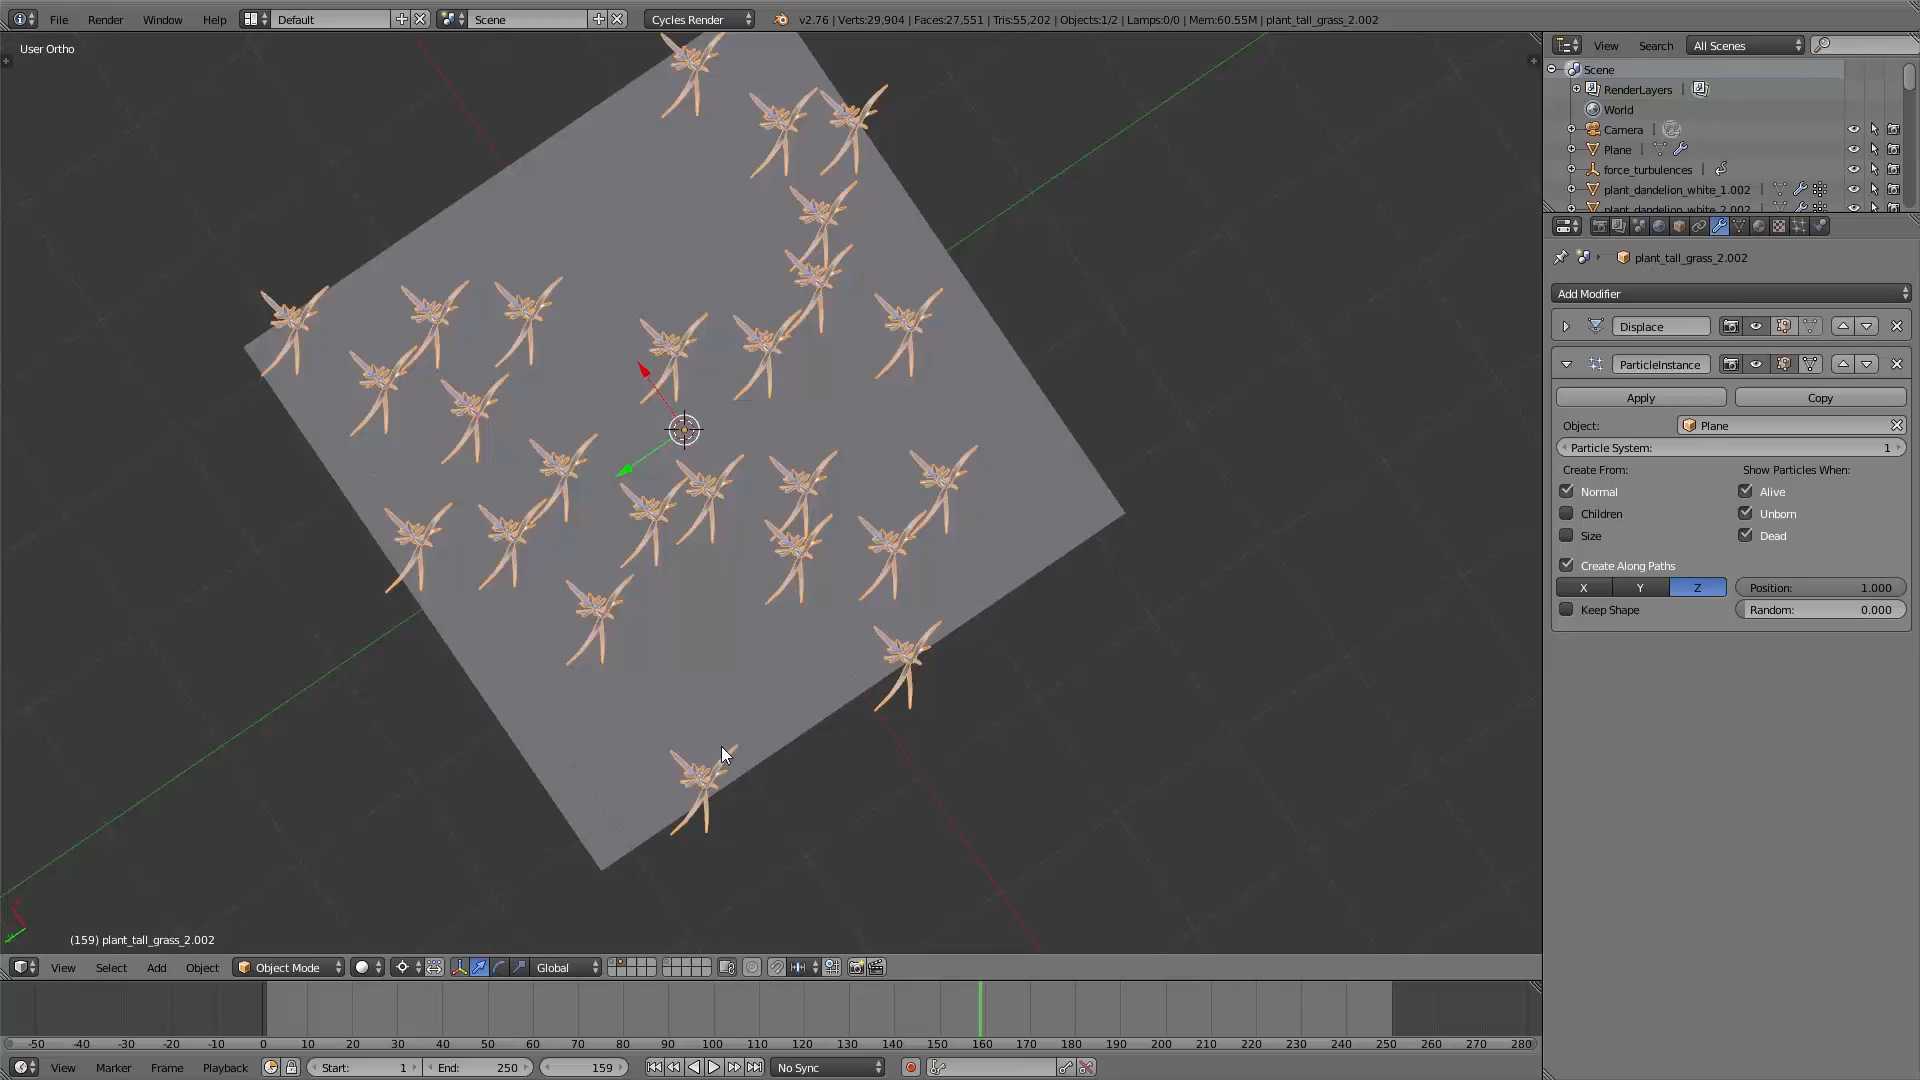 File Render Window Help Default Scene Cycles Render v2.76 | Verts:29,904 | Faces:27,551 | Tris:55,202 | Objects:1/2 | Lamps:0/0 | Mem:60.55M | plant_tall_grass_2.002
User Ortho
View Search All Scenes
Scene
RenderLayers
World
Camera
Plane
force_turbulences
plant_dandelion_white_1.002
plant_dandelion_white_2.002
plant_tall_grass_2.002
Add Modifier
Displace
ParticleInstance
Apply Copy
Object: Plane
Particle System: 1
Create From: Show Particles When:
Normal Alive
Children Unborn
Size Dead
Create Along Paths
X Y Z Position: 1.000
Keep Shape Random: 0.000
(159) plant_tall_grass_2.002
View Select Add Object Object Mode Global
-50 -40 -30 -20 -10 0 10 20 30 40 50 60 70 80 90 100 110 120 130 140 150 160 170 180 190 200 210 220 230 240 250 260 270 280
View Marker Frame Playback Start: 1 End: 250 159 No Sync